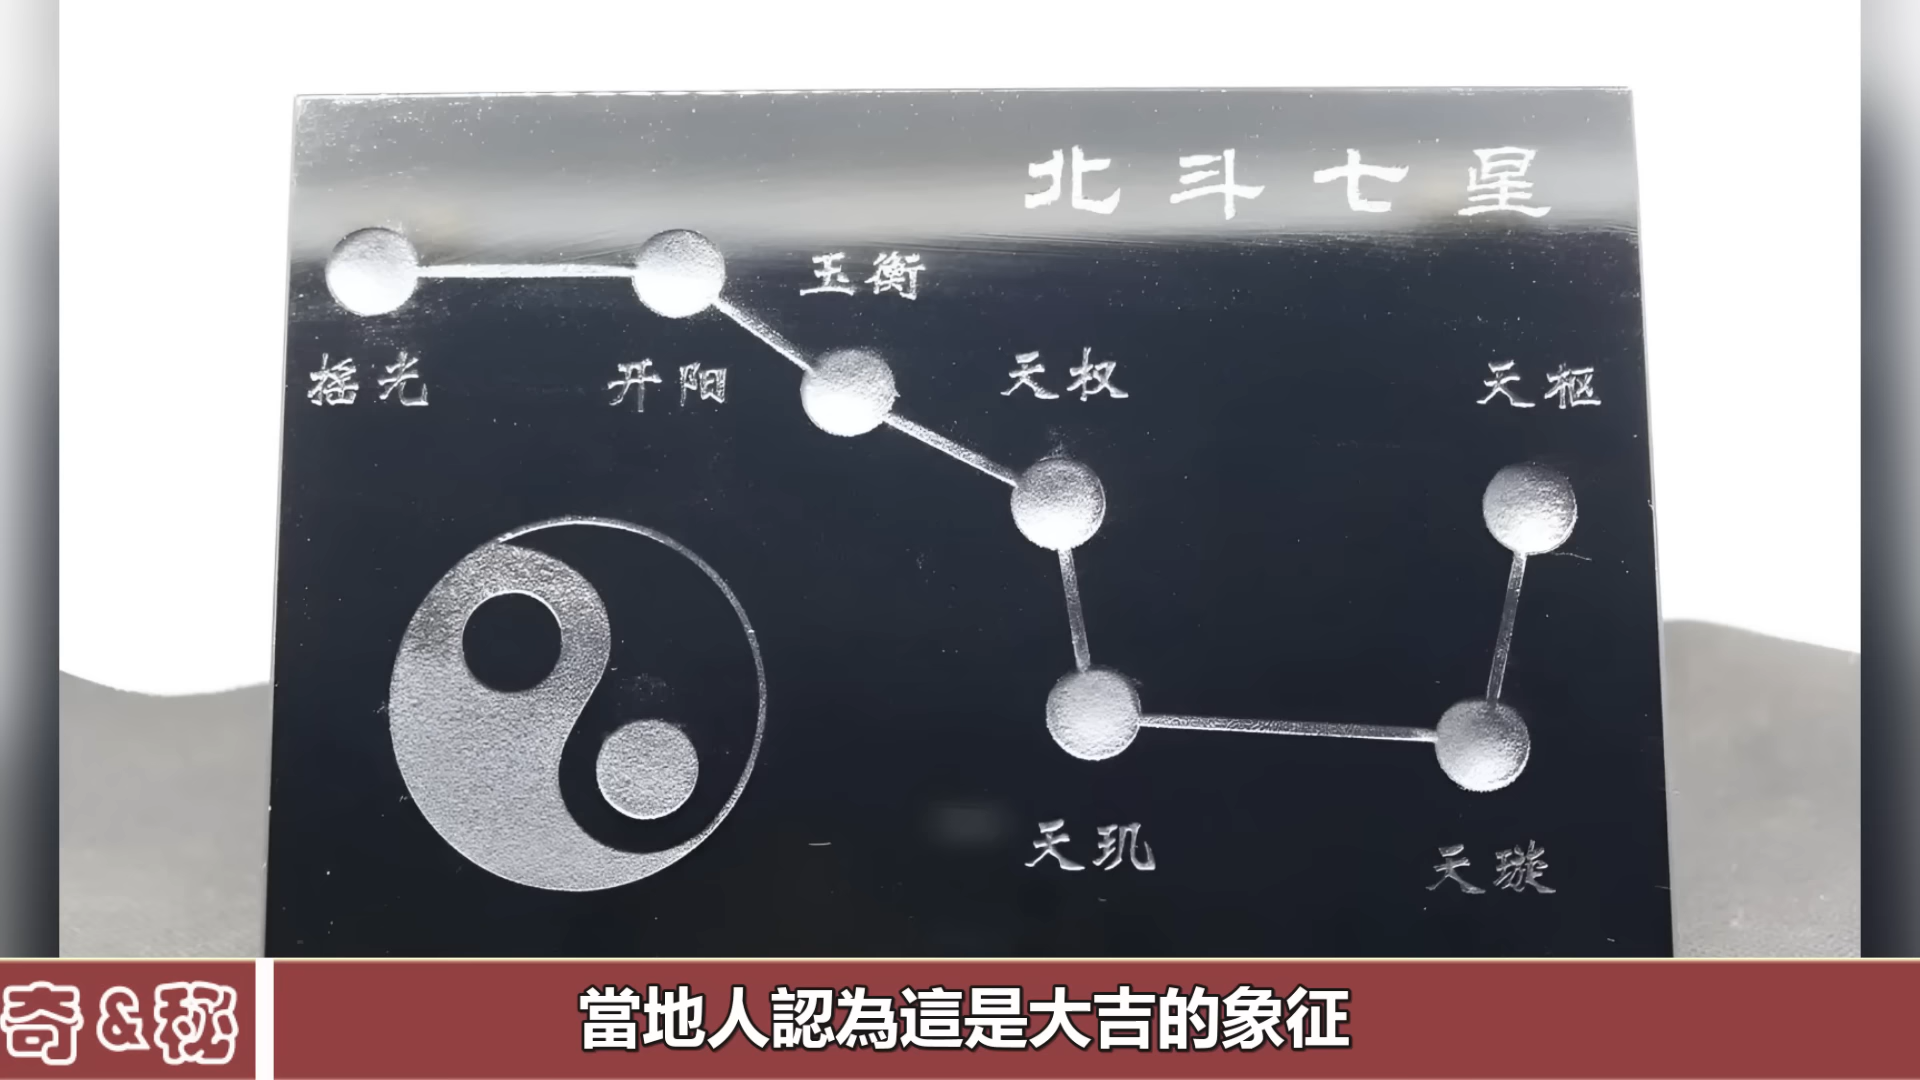 北斗七星
玉衡
摇光
开阳
天权
天枢
天玑
天璇
奇&秘
當地人認為這是大吉的象征